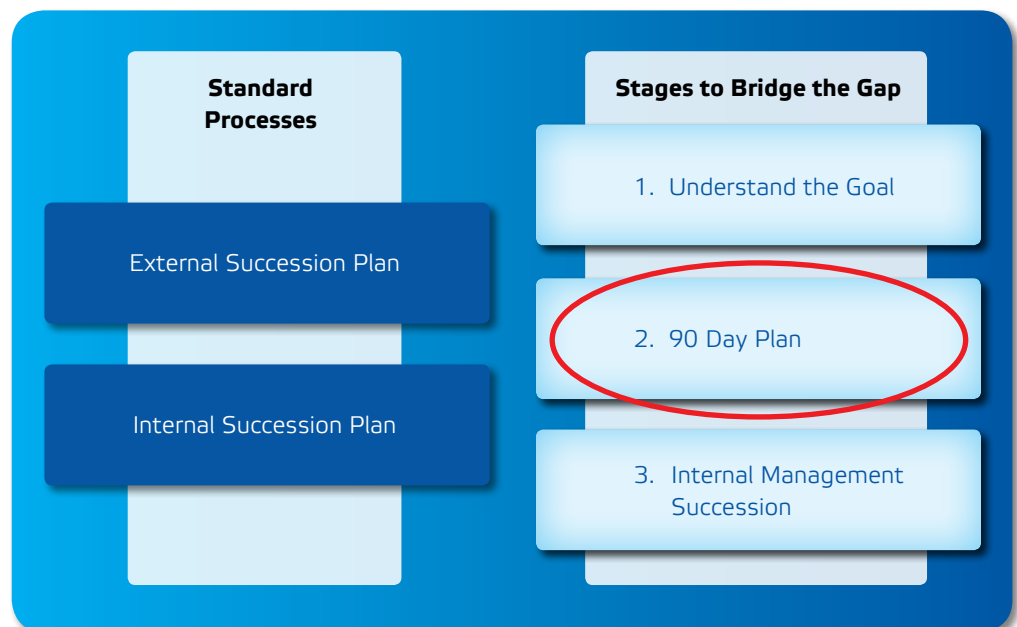 Standard
Processes
External Succession Plan
Internal Succession Plan
Stages to Bridge the Gap
1. Understand the Goal
2. 90 Day Plan
3. Internal Management
Succession